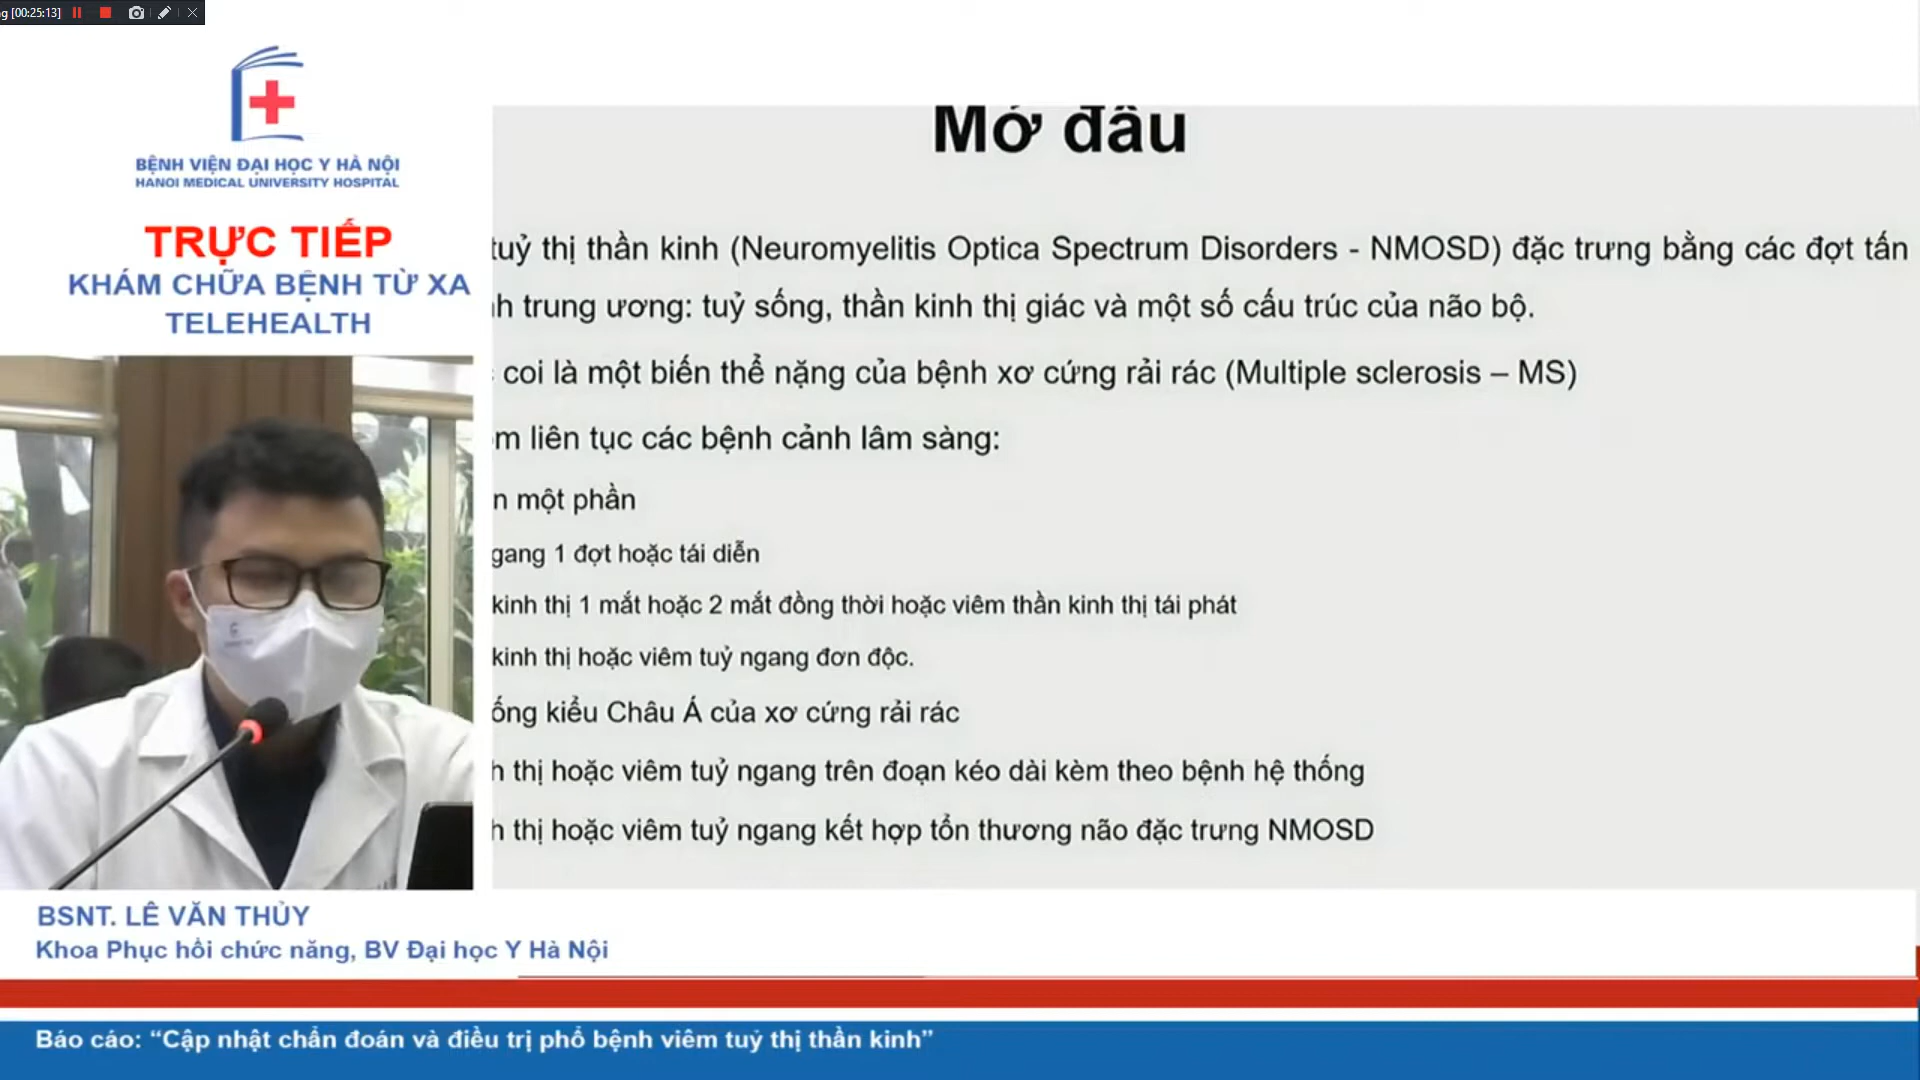 [00:25:13]
BỆNH VIỆN ĐẠI HỌC Y HÀ NỘI
HANOI MEDICAL UNIVERSITY HOSPITAL
TRỰC TIẾP
KHÁM CHỮA BỆNH TỪ XA
TELEHEALTH
Mở đầu
tuỷ thị thần kinh (Neuromyelitis Optica Spectrum Disorders - NMOSD) đặc trưng bằng các đợt tấn
trung ương: tuỷ sống, thần kinh thị giác và một số cấu trúc của não bộ.
coi là một biến thể nặng của bệnh xơ cứng rải rác (Multiple sclerosis – MS)
liên tục các bệnh cảnh lâm sàng:
một phần
gang 1 đợt hoặc tái diễn
kinh thị 1 mắt hoặc 2 mắt đồng thời hoặc viêm thần kinh thị tái phát
kinh thị hoặc viêm tuỷ ngang đơn độc.
ống kiểu Châu Á của xơ cứng rải rác
thị hoặc viêm tuỷ ngang trên đoạn kéo dài kèm theo bệnh hệ thống
thị hoặc viêm tuỷ ngang kết hợp tổn thương não đặc trưng NMOSD
BSNT. LÊ VĂN THỦY
Khoa Phục hồi chức năng, BV Đại học Y Hà Nội
Báo cáo: “Cập nhật chẩn đoán và điều trị phổ bệnh viêm tuỷ thị thần kinh”